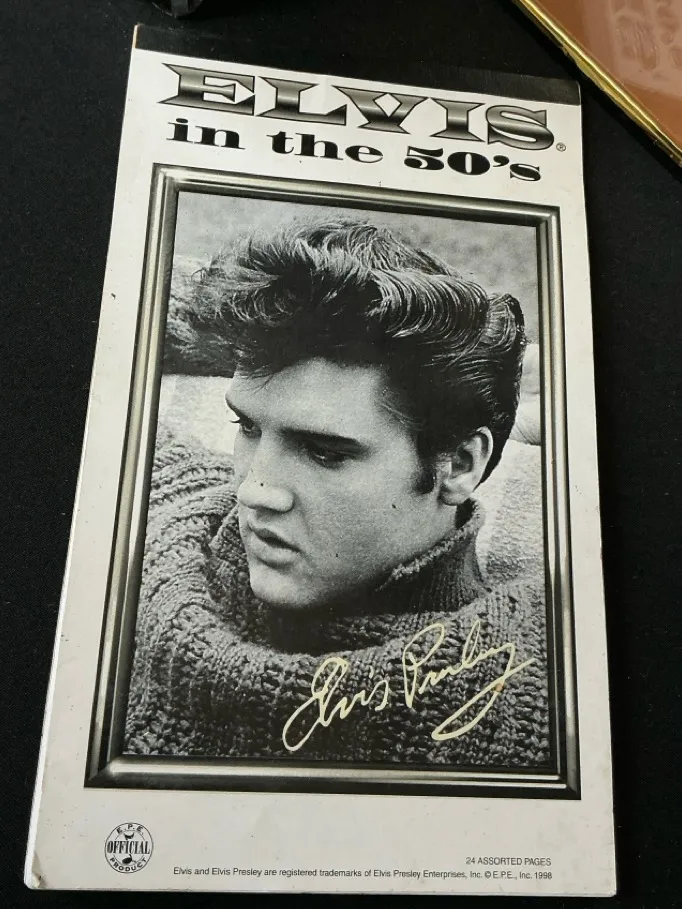 ELVIS®
in the 50's
Elvis Presley
E.P.E.
OFFICIAL
PRODUCT
24 ASSORTED PAGES
Elvis and Elvis Presley are registered trademarks of Elvis Presley Enterprises, Inc. © E.P.E., Inc. 1998